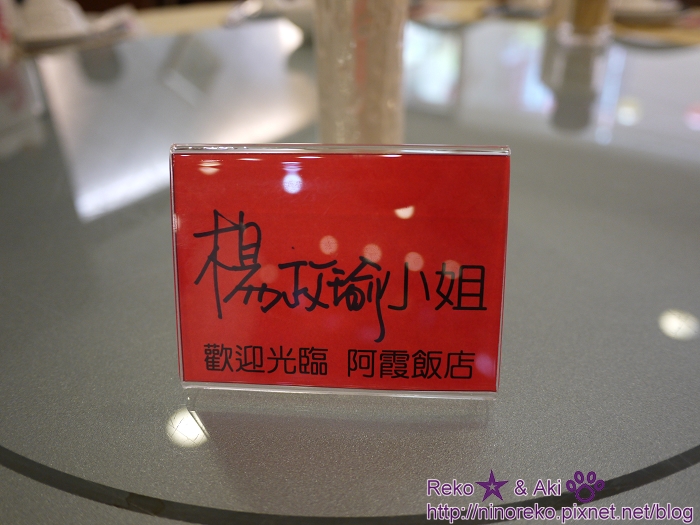 楊政瑜小姐
歡迎光臨 阿霞飯店
Reko & Aki
http://ninoreko.pixnet.net/blog